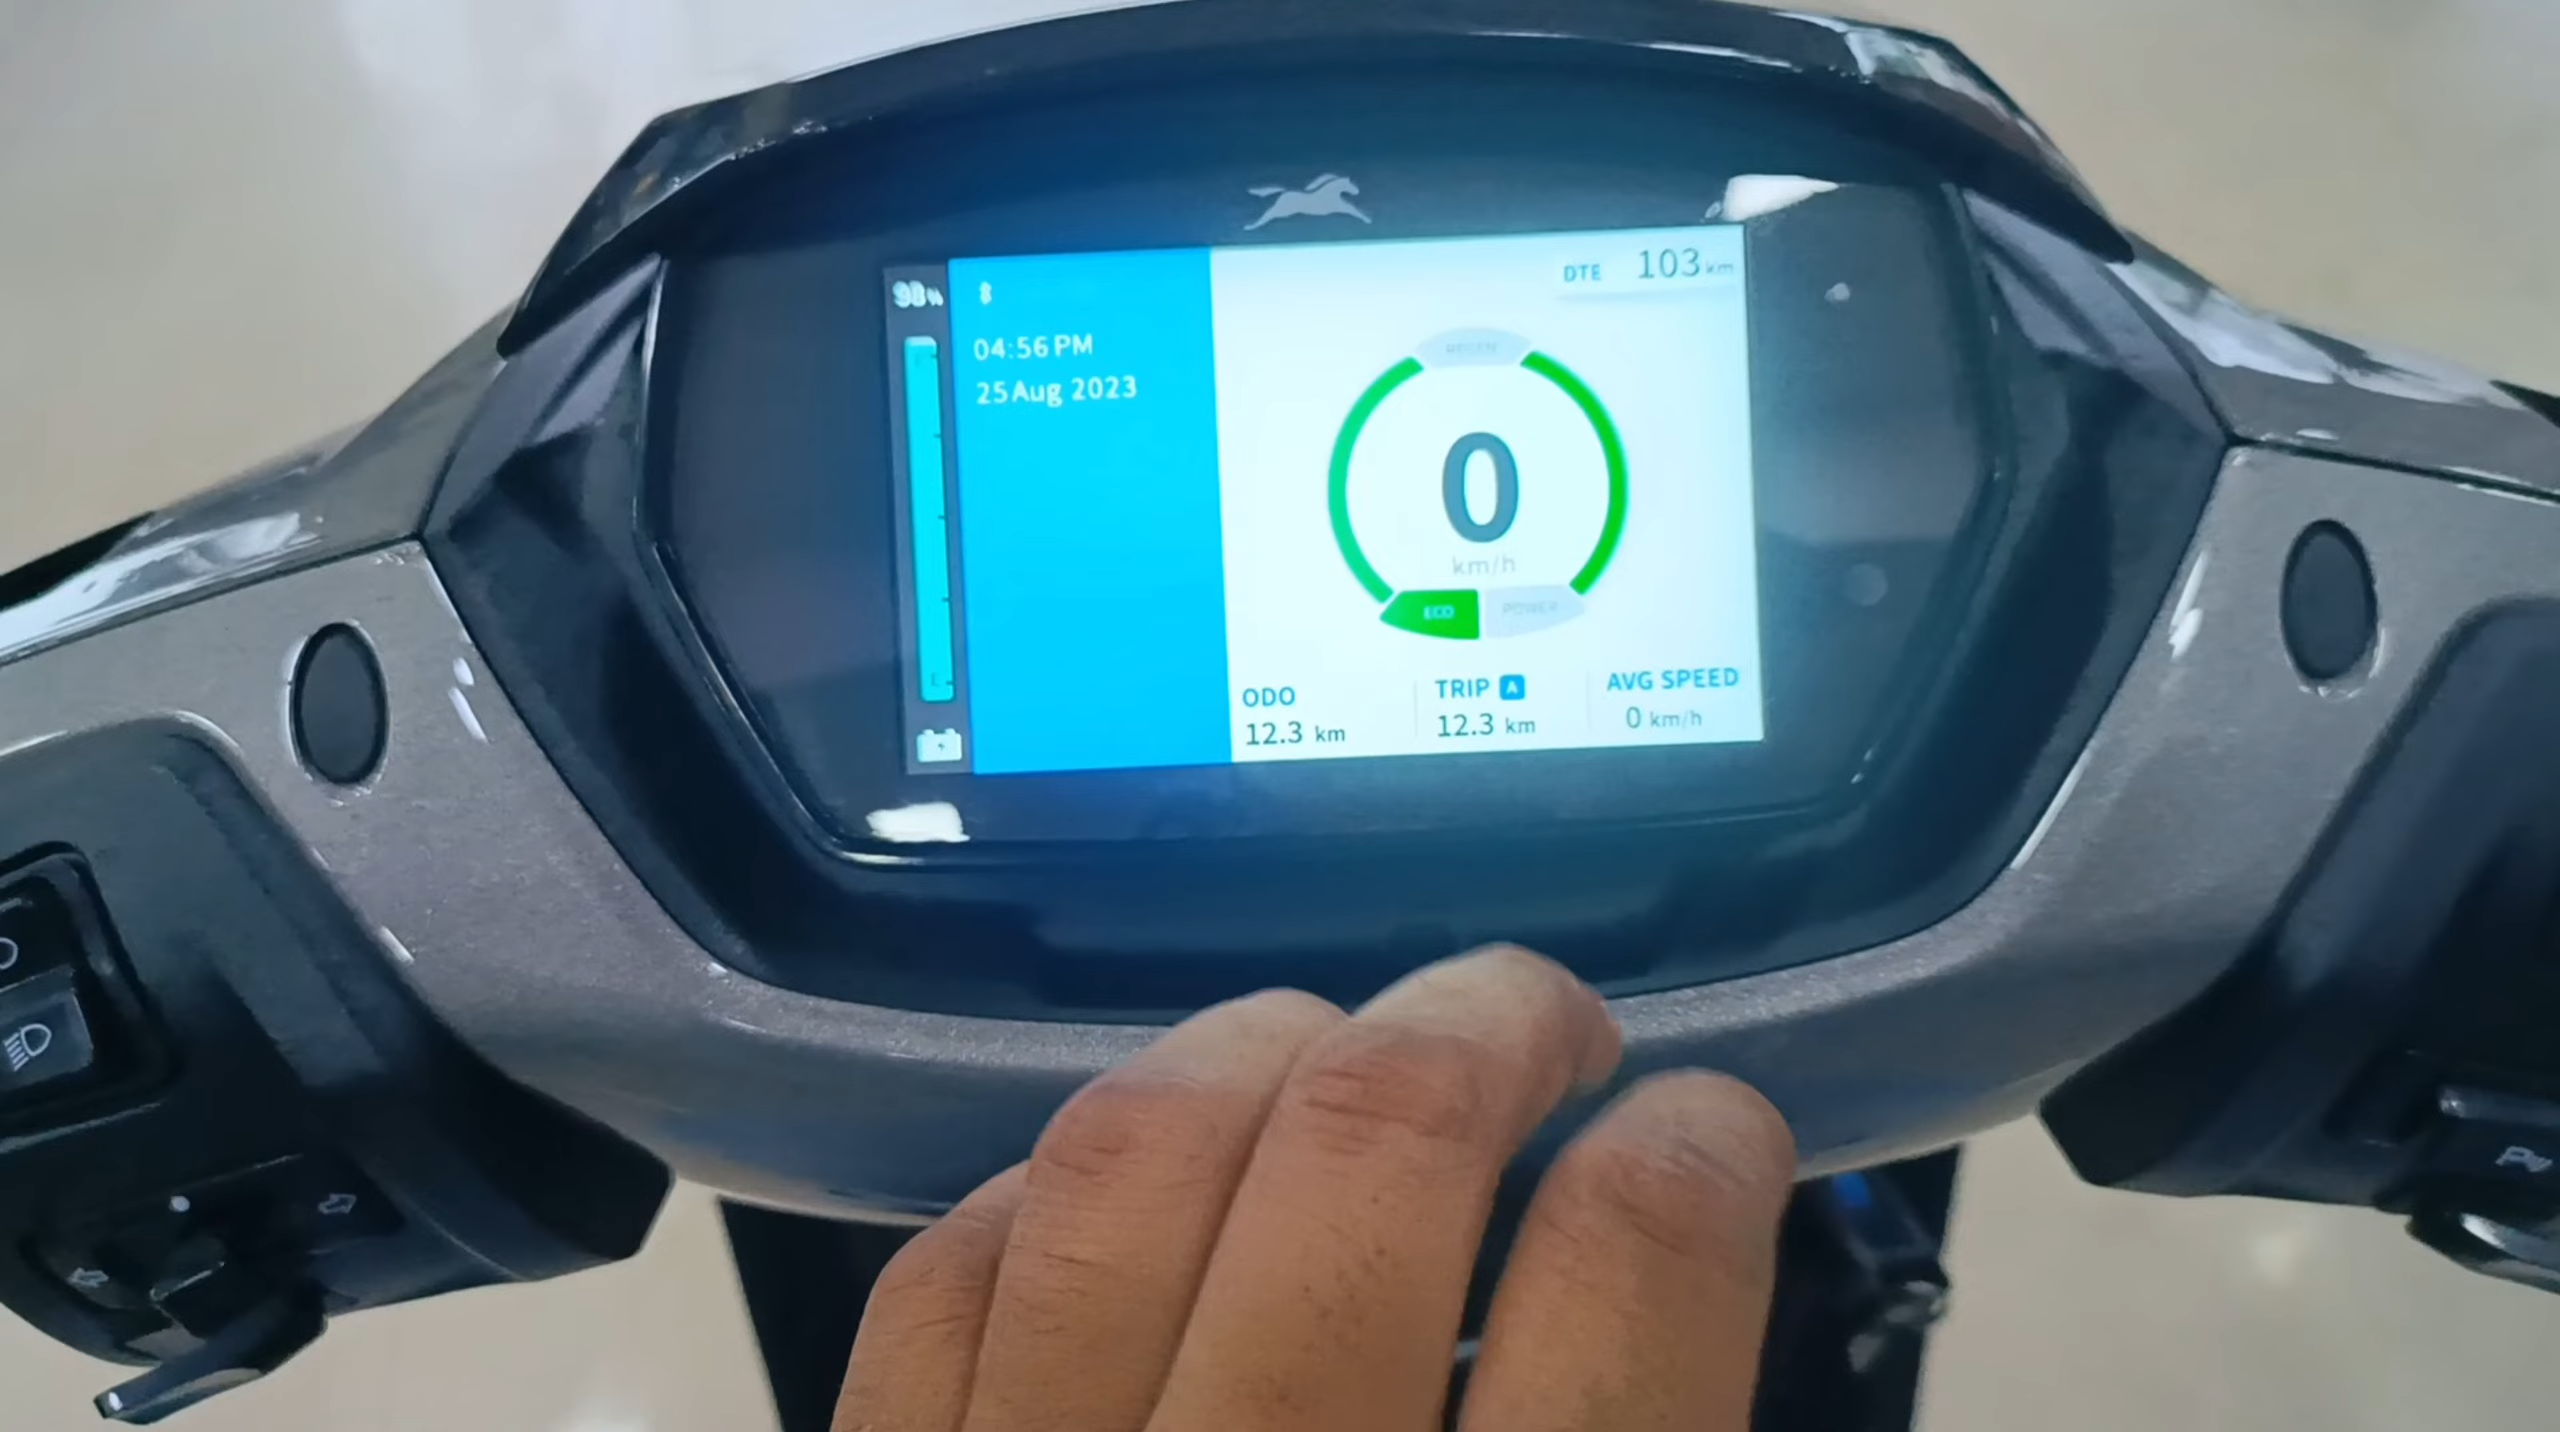 98%
04:56 PM
25 Aug 2023
E
DTE 103 km
REGEN
0
km/h
ECO POWER
ODO
12.3 km
TRIP A
12.3 km
AVG SPEED
0 km/h
P